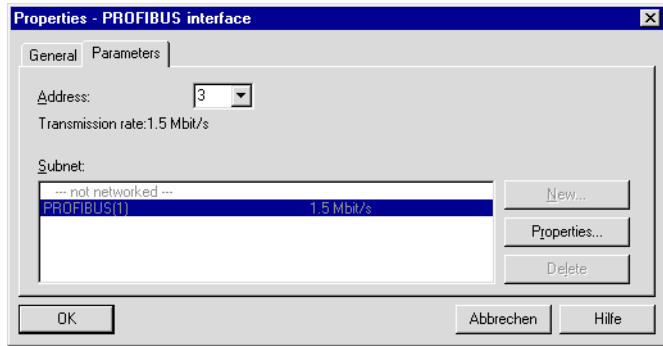 Properties - PROFIBUS interface
General Parameters
Address: 3
Transmission rate:1.5 Mbit/s
Subnet:
--- not networked ---
PROFIBUS(1) 1.5 Mbit/s
New...
Properties...
Delete
OK Abbrechen Hilfe